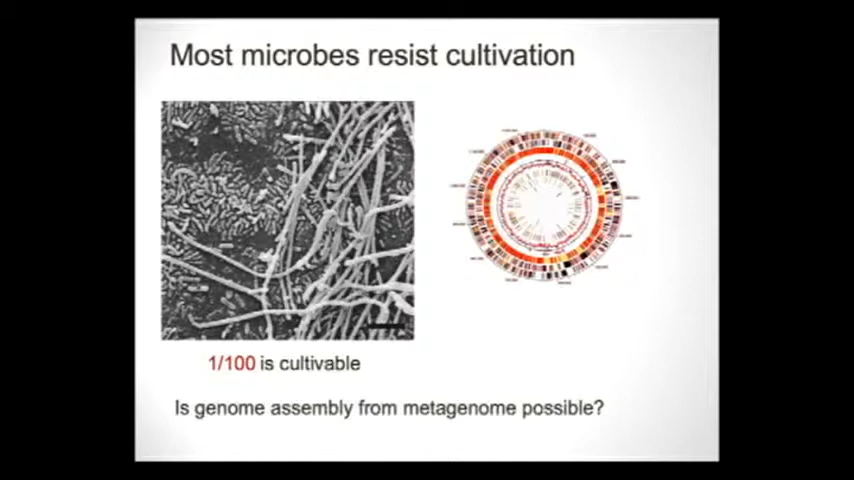 Most microbes resist cultivation
1/100 is cultivable
Is genome assembly from metagenome possible?